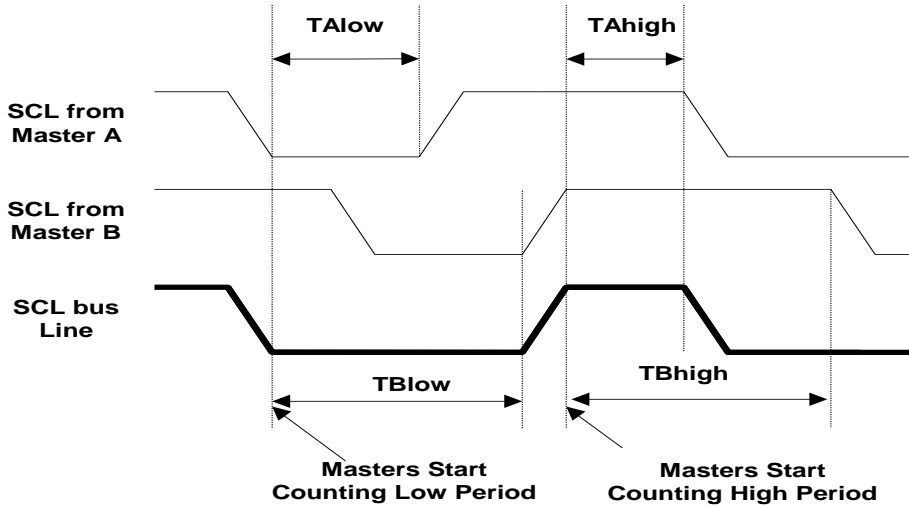 TAlow
TAhigh
SCL from
Master A
SCL from
Master B
SCL bus
Line
TBlow
TBhigh
Masters Start
Counting Low Period
Masters Start
Counting High Period